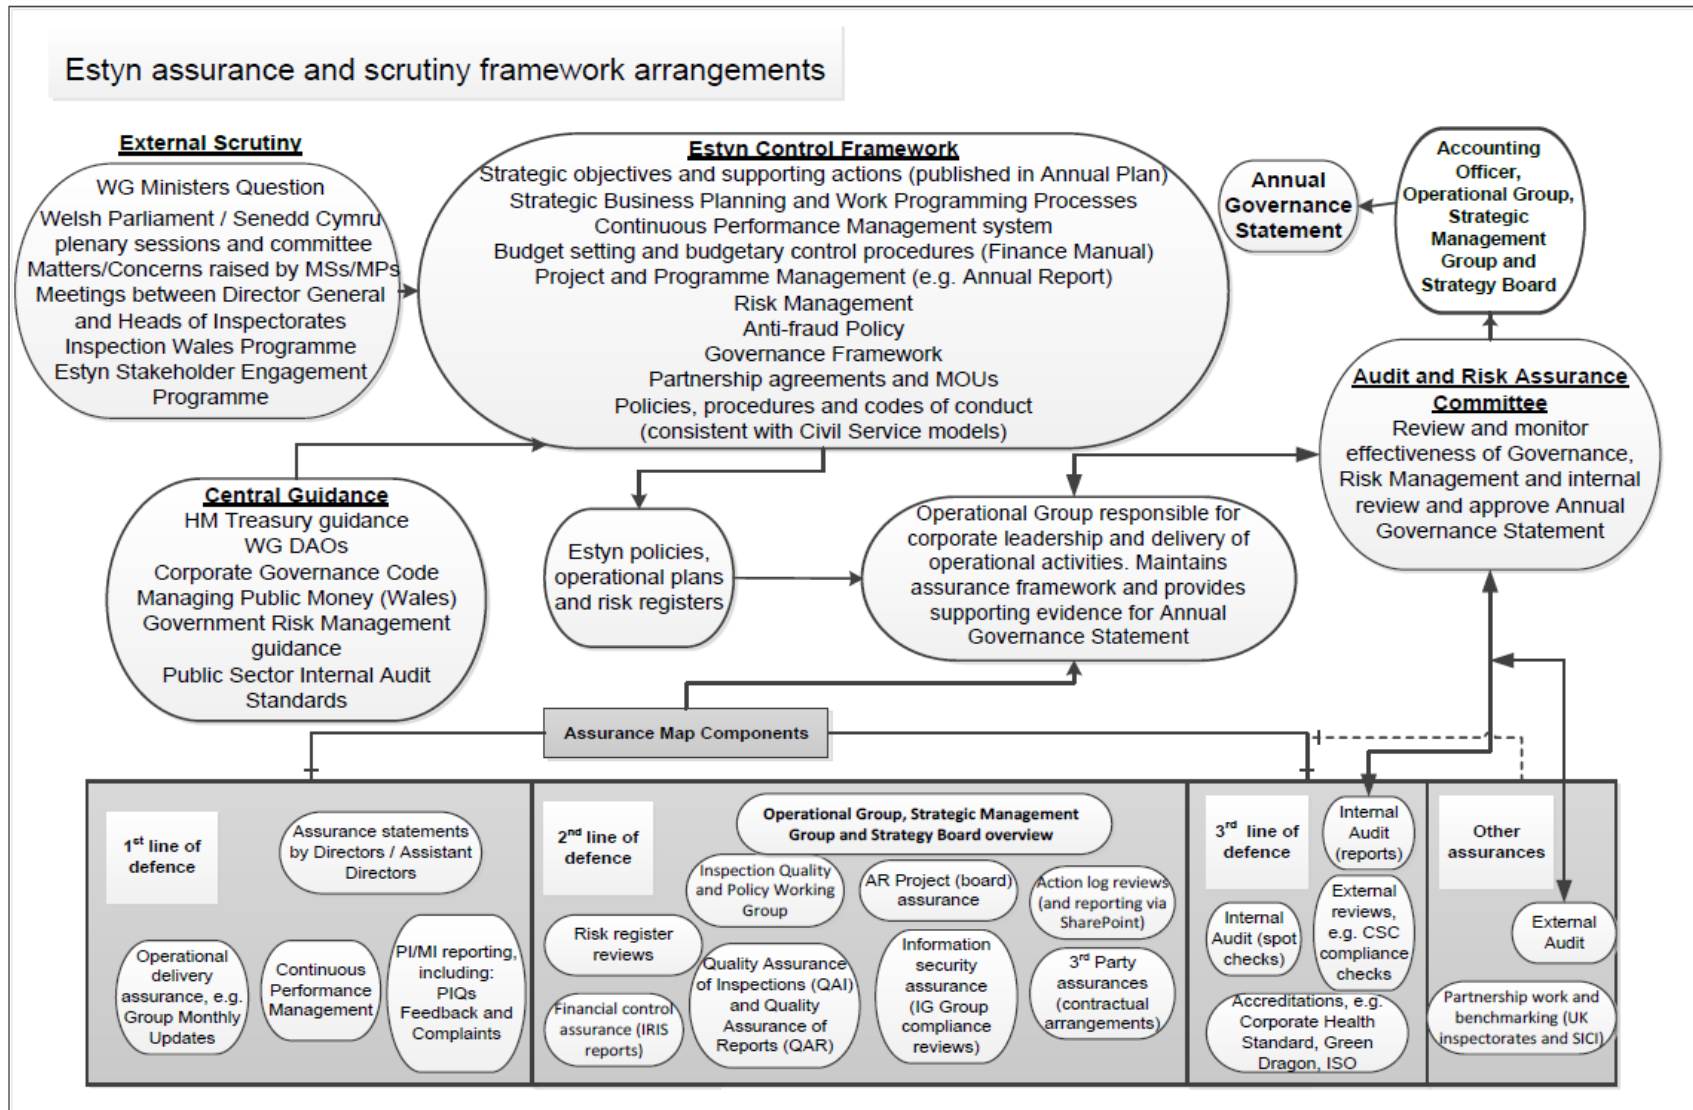 Estyn assurance and scrutiny framework arrangements
External Scrutiny
WG Ministers Question
Welsh Parliament / Senedd Cymru
plenary sessions and committee
Matters/Concerns raised by MSs/MPs
Meetings between Director General
and Heads of Inspectorates
Inspection Wales Programme
Estyn Stakeholder Engagement
Programme
Estyn Control Framework
Strategic objectives and supporting actions (published in Annual Plan)
Strategic Business Planning and Work Programming Processes
Continuous Performance Management system
Budget setting and budgetary control procedures (Finance Manual)
Project and Programme Management (e.g. Annual Report)
Risk Management
Anti-fraud Policy
Governance Framework
Partnership agreements and MOUs
Policies, procedures and codes of conduct
(consistent with Civil Service models)
Annual
Governance
Statement
Accounting
Officer,
Operational Group,
Strategic
Management
Group and
Strategy Board
Audit and Risk Assurance
Committee
Review and monitor
effectiveness of Governance,
Risk Management and internal
review and approve Annual
Governance Statement
Central Guidance
HM Treasury guidance
WG DAOs
Corporate Governance Code
Managing Public Money (Wales)
Government Risk Management
guidance
Public Sector Internal Audit
Standards
Estyn policies,
operational plans
and risk registers
Operational Group responsible for
corporate leadership and delivery of
operational activities. Maintains
assurance framework and provides
supporting evidence for Annual
Governance Statement
Assurance Map Components
1st line of
defence
Assurance statements
by Directors / Assistant
Directors
Operational
delivery
assurance, e.g.
Group Monthly
Updates
Continuous
Performance
Management
PI/MI reporting,
including:
PIQs
Feedback and
Complaints
2nd line of
defence
Operational Group, Strategic Management
Group and Strategy Board overview
Inspection Quality
and Policy Working
Group
AR Project (board)
assurance
Action log reviews
(and reporting via
SharePoint)
Risk register
reviews
Financial control
assurance (IRIS
reports)
Quality Assurance
of Inspections (QAI)
and Quality
Assurance of
Reports (QAR)
Information
security
assurance
(IG Group
compliance
reviews)
3rd Party
assurances
(contractual
arrangements)
3rd line of
defence
Internal
Audit
(reports)
Internal
Audit (spot
checks)
External
reviews,
e.g. CSC
compliance
checks
Accreditations, e.g.
Corporate Health
Standard, Green
Dragon, ISO
Other
assurances
External
Audit
Partnership work and
benchmarking (UK
inspectorates and SICI)